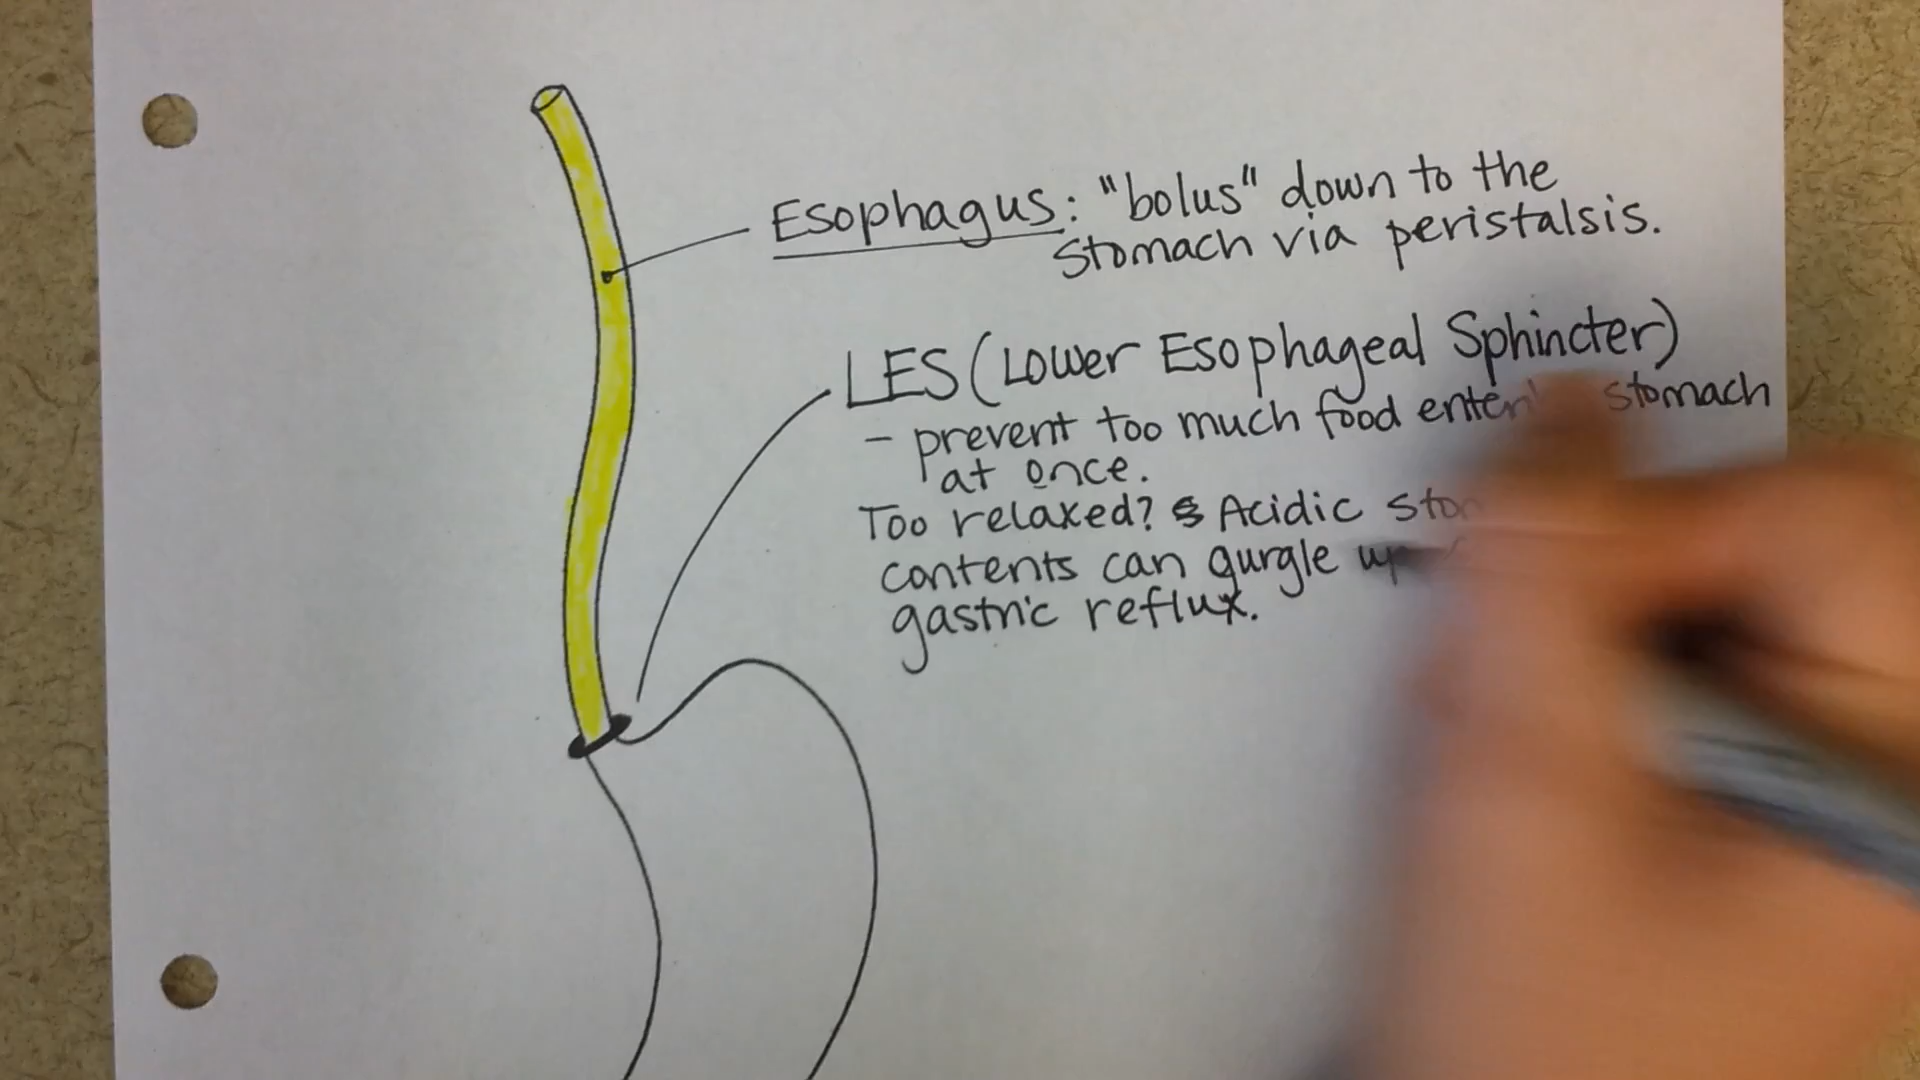 Esophagus: "bolus" down to the
stomach via peristalsis.
LES (Lower Esophageal Sphincter)
- prevent too much food stomach
at once.
Too relaxed? Acidic
contents can gurgle up
gastric reflux.